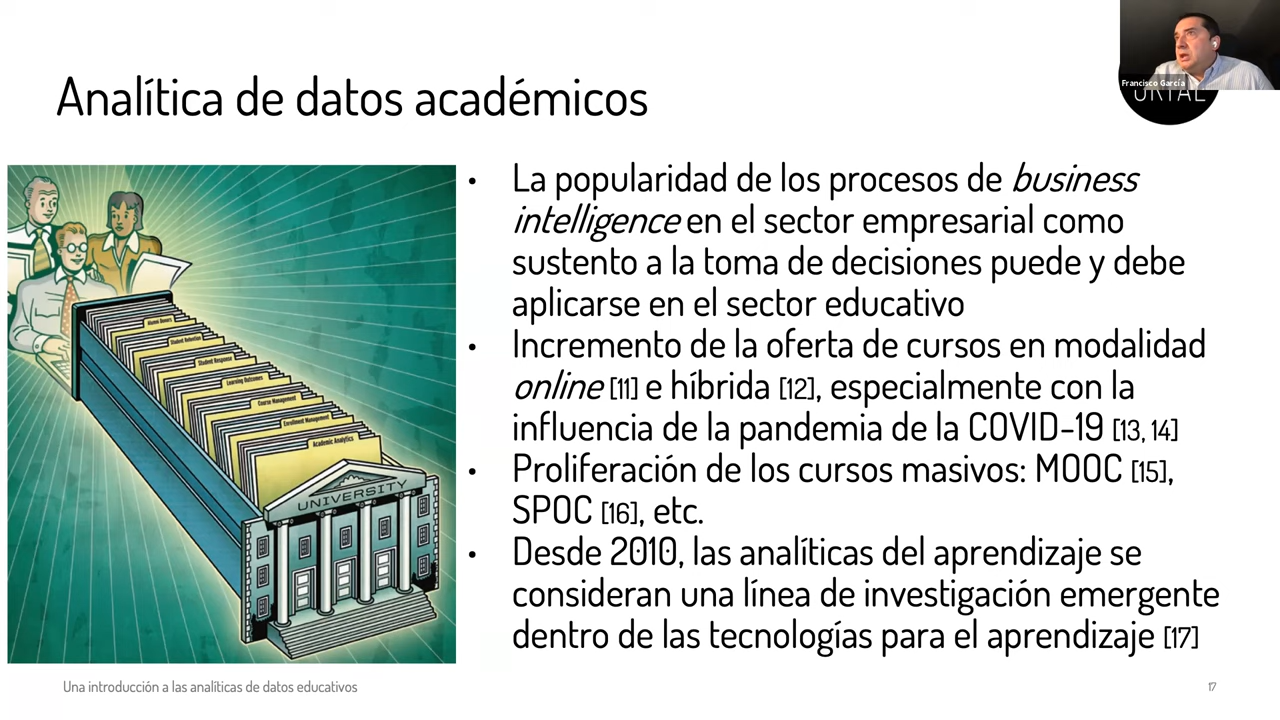 Francisco García
Analítica de datos académicos
Alumni Donors
Student Retention
Student Response
Learning Outcomes
Course Management
Enrollment Management
Academic Analytics
UNIVERSITY
• La popularidad de los procesos de business
intelligence en el sector empresarial como
sustento a la toma de decisiones puede y debe
aplicarse en el sector educativo
• Incremento de la oferta de cursos en modalidad
online [11] e híbrida [12], especialmente con la
influencia de la pandemia de la COVID-19 [13, 14]
• Proliferación de los cursos masivos: MOOC [15],
SPOC [16], etc.
• Desde 2010, las analíticas del aprendizaje se
consideran una línea de investigación emergente
dentro de las tecnologías para el aprendizaje [17]
Una introducción a las analíticas de datos educativos
17